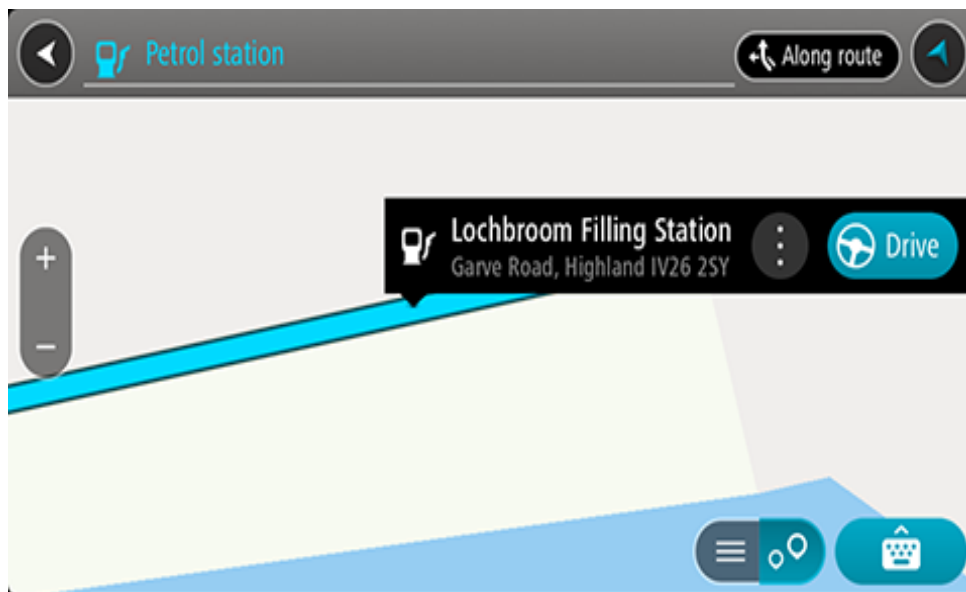 Petrol station
Along route
Lochbroom Filling Station
Garve Road, Highland IV26 2SY
Drive